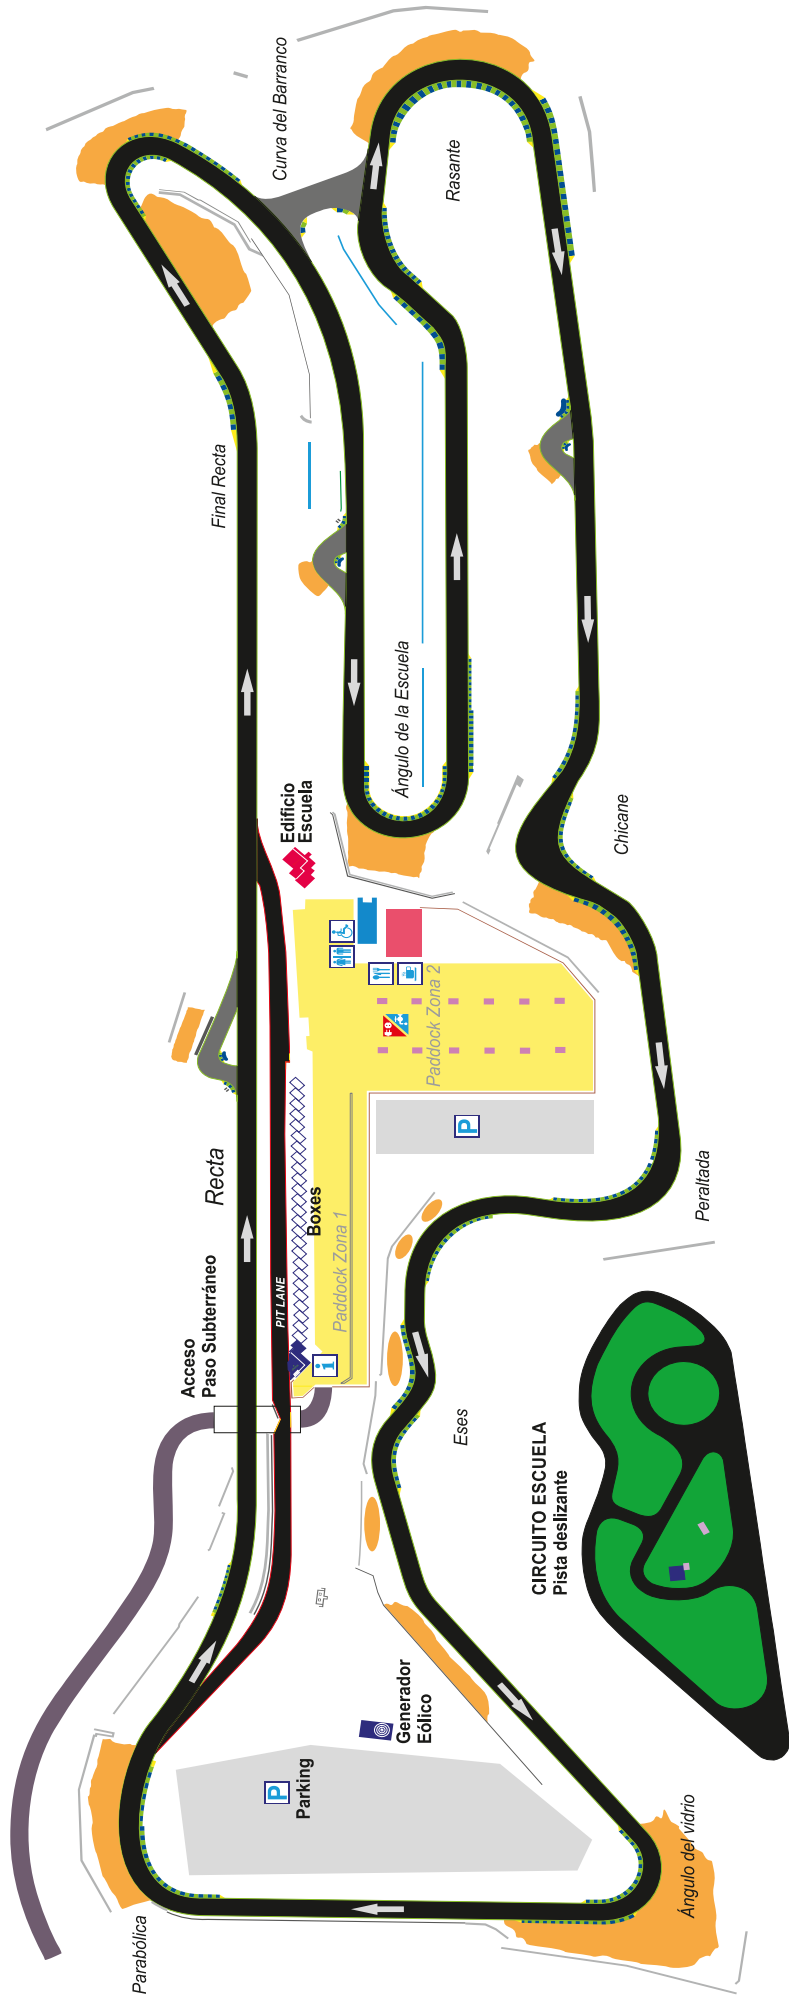 Curva del Barranco
Rasante
Final Recta
Ángulo de la Escuela
Edificio
Escuela
Chicane
Paddock Zona 2
P
Recta
Peraltada
Boxes
Paddock Zona 1
PIT LANE
Acceso
Paso Subterráneo
i
Eses
CIRCUITO ESCUELA
Pista deslizante
Generador
Eólico
P
Parking
Ángulo del vidrio
Parabólica